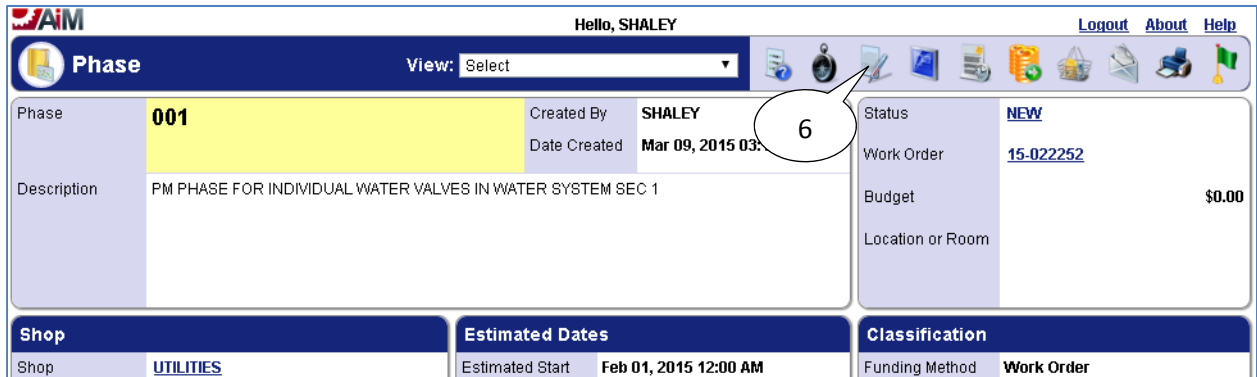 AiM
Hello, SHALEY
Logout About Help
Phase
View: Select
6
Phase 001
Created By SHALEY
Date Created Mar 09, 2015 03:
Description PM PHASE FOR INDIVIDUAL WATER VALVES IN WATER SYSTEM SEC 1
Status NEW
Work Order 15-022252
Budget $0.00
Location or Room
Shop
Shop UTILITIES
Estimated Dates
Estimated Start Feb 01, 2015 12:00 AM
Classification
Funding Method Work Order